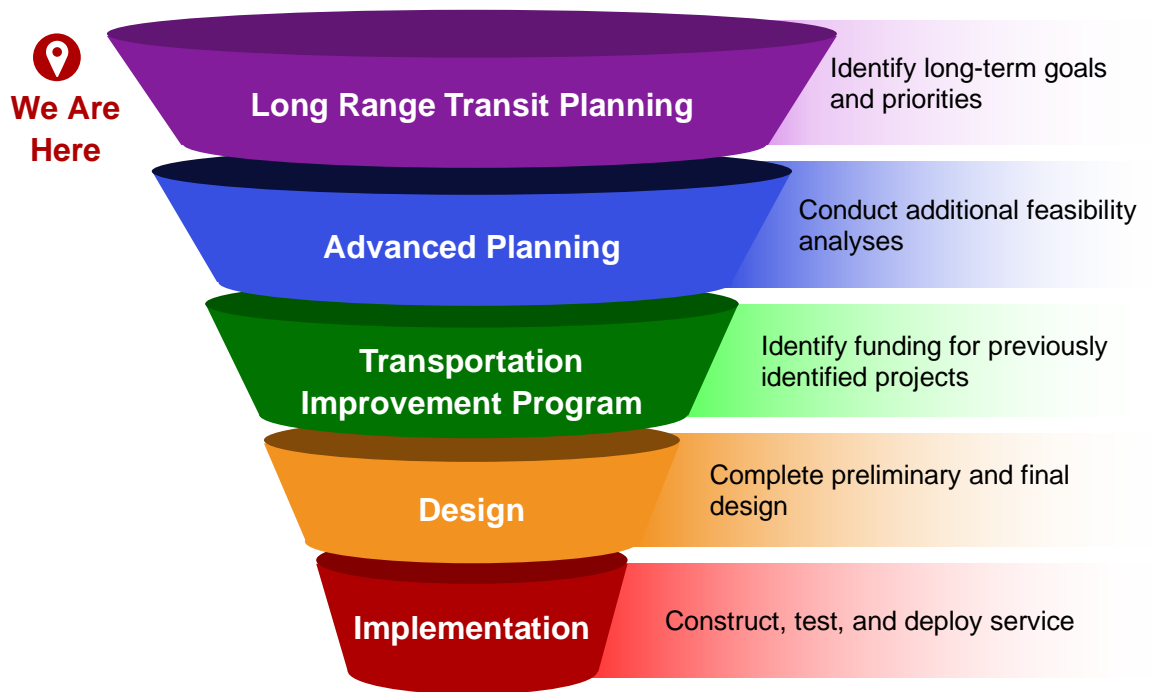 We Are
Here
Long Range Transit Planning
Identify long-term goals
and priorities
Advanced Planning
Conduct additional feasibility
analyses
Transportation
Improvement Program
Identify funding for previously
identified projects
Design
Complete preliminary and final
design
Implementation
Construct, test, and deploy service